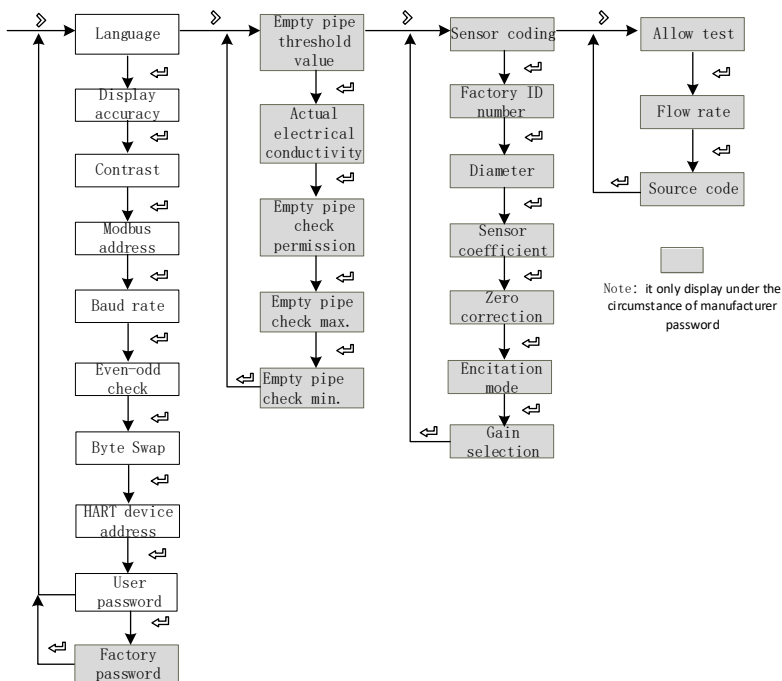 Language
Display
accuracy
Contrast
Modbus
address
Baud rate
Even-odd
check
Byte Swap
HART device
address
User
password
Factory
password
Empty pipe
threshold
value
Actual
electrical
conductivity
Empty pipe
check
permission
Empty pipe
check max.
Empty pipe
check min.
Sensor coding
Factory ID
number
Diameter
Sensor
coefficient
Zero
correction
Encitation
mode
Gain
selection
Allow test
Flow rate
Source code
Note: it only display under the
circumstance of manufacturer
password